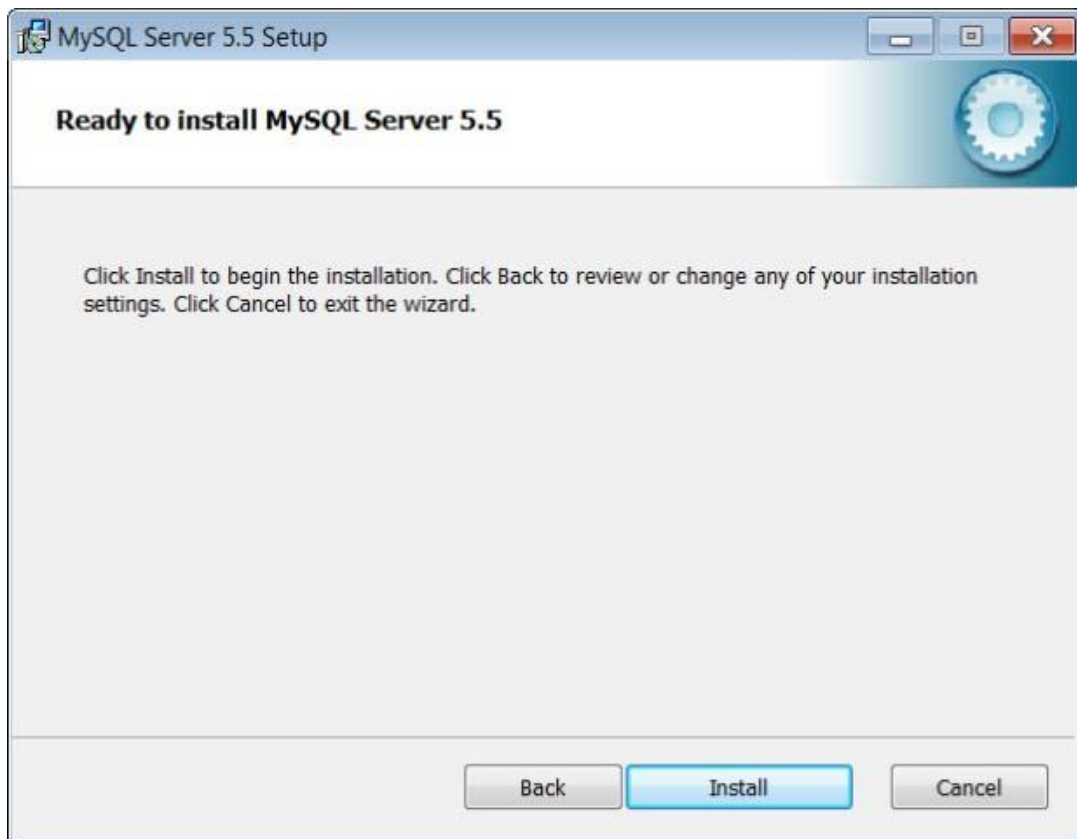 MySQL Server 5.5 Setup
Ready to install MySQL Server 5.5
Click Install to begin the installation. Click Back to review or change any of your installation
settings. Click Cancel to exit the wizard.
Back Install Cancel